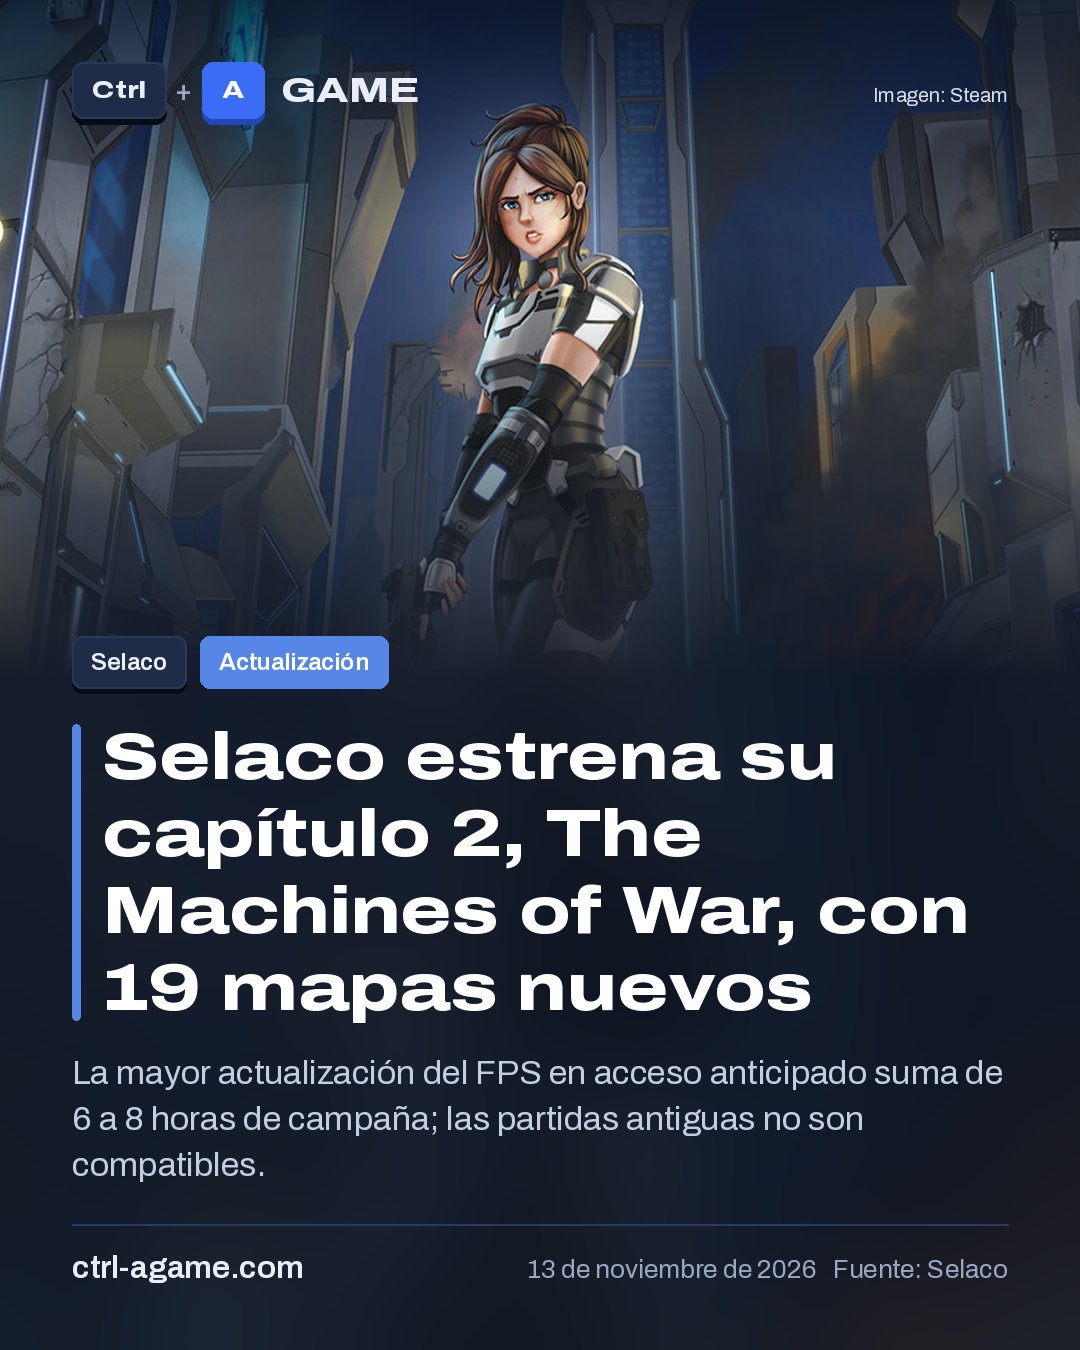 Ctrl + A GAME
Imagen: Steam
Selaco
Actualización
Selaco estrena su
capítulo 2, The
Machines of War, con
19 mapas nuevos
La mayor actualización del FPS en acceso anticipado suma de
6 a 8 horas de campaña; las partidas antiguas no son
compatibles.
ctrl-agame.com
13 de noviembre de 2026 Fuente: Selaco